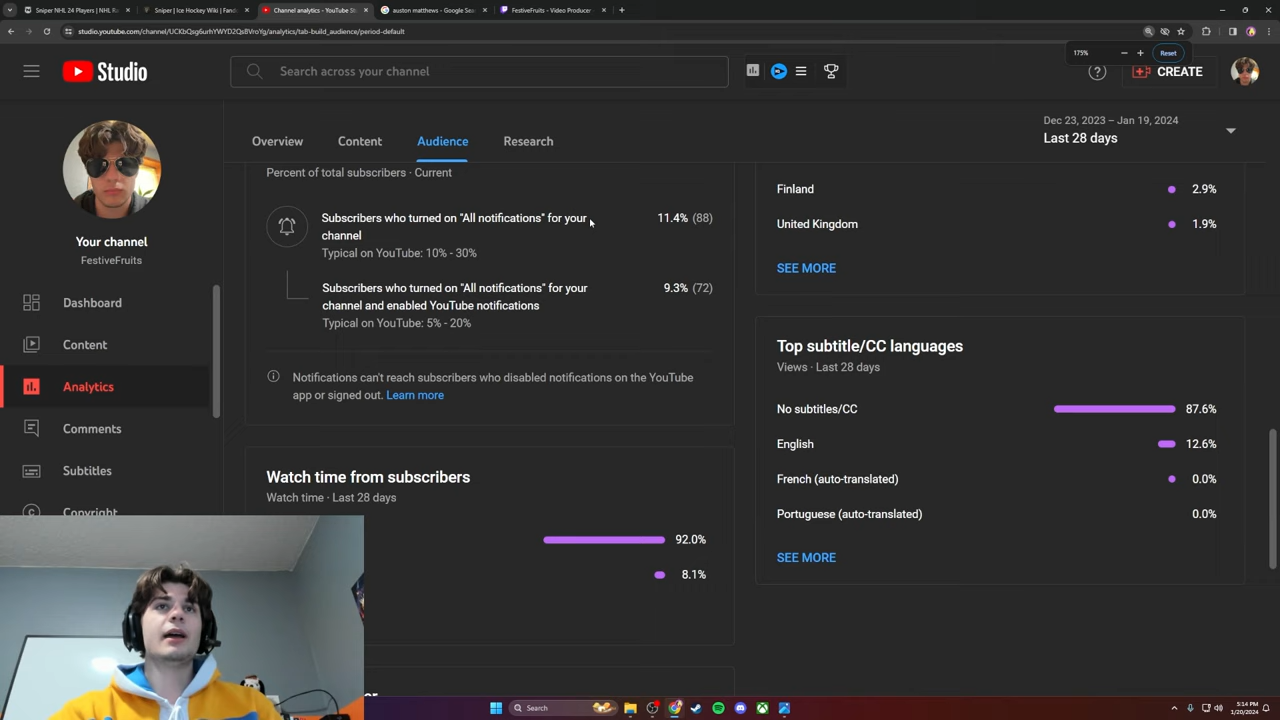 Sniper NHL 24 Players | NHL R
Sniper | Ice Hockey Wiki | Fand
Channel analytics - YouTube St
auston matthews - Google Sea
FestiveFruits - Video Producer
studio.youtube.com/channel/UCKbQsg6urhYWYD2QsBVroYg/analytics/tab-build_audience/period-default
175%
Reset
Studio
Search across your channel
CREATE
Your channel
FestiveFruits
Dashboard
Content
Analytics
Comments
Subtitles
Copyright
Overview
Content
Audience
Research
Dec 23, 2023 – Jan 19, 2024
Last 28 days
Percent of total subscribers · Current
Subscribers who turned on "All notifications" for your
channel
11.4% (88)
Typical on YouTube: 10% - 30%
Subscribers who turned on "All notifications" for your
channel and enabled YouTube notifications
9.3% (72)
Typical on YouTube: 5% - 20%
Notifications can't reach subscribers who disabled notifications on the YouTube
app or signed out. Learn more
Watch time from subscribers
Watch time · Last 28 days
92.0%
8.1%
Finland 2.9%
United Kingdom 1.9%
SEE MORE
Top subtitle/CC languages
Views · Last 28 days
No subtitles/CC 87.6%
English 12.6%
French (auto-translated) 0.0%
Portuguese (auto-translated) 0.0%
SEE MORE
Search
5:14 PM
1/20/2024